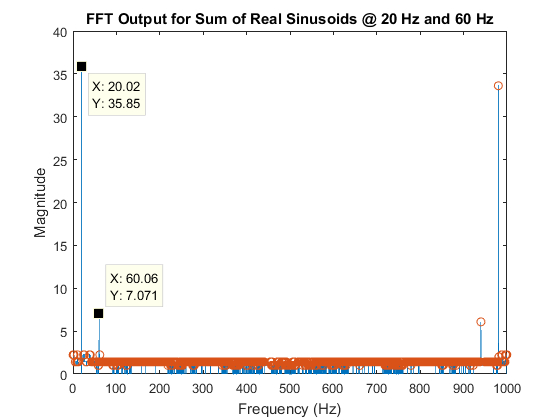 FFT Output for Sum of Real Sinusoids @ 20 Hz and 60 Hz
40
35
30
25
20
15
10
5
0
Magnitude
X: 20.02
Y: 35.85
X: 60.06
Y: 7.071
0 100 200 300 400 500 600 700 800 900 1000
Frequency (Hz)